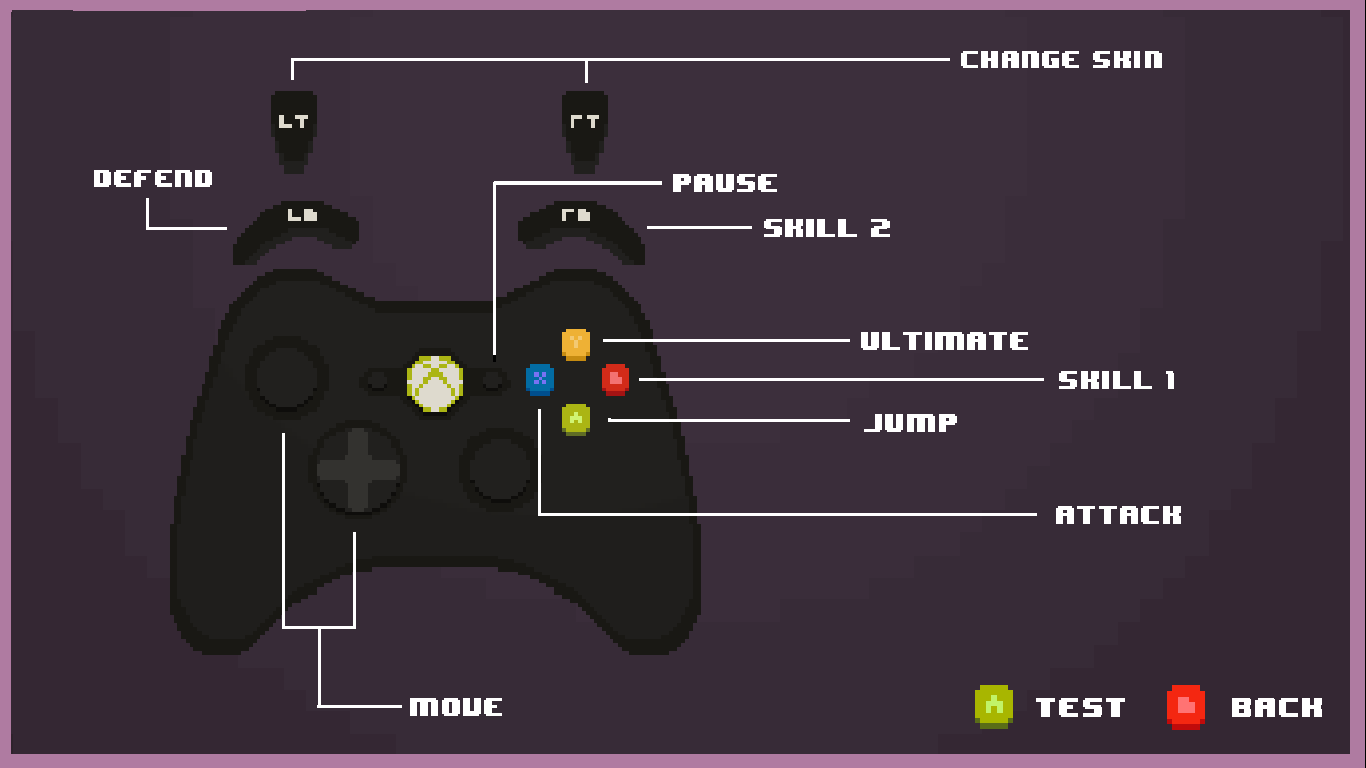 CHANGE SKIN
LT
RT
DEFEND
PAUSE
LB
RB
SKILL 2
Y
ULTIMATE
X
B
SKILL 1
A
JUMP
ATTACK
MOVE
A TEST
B BACK